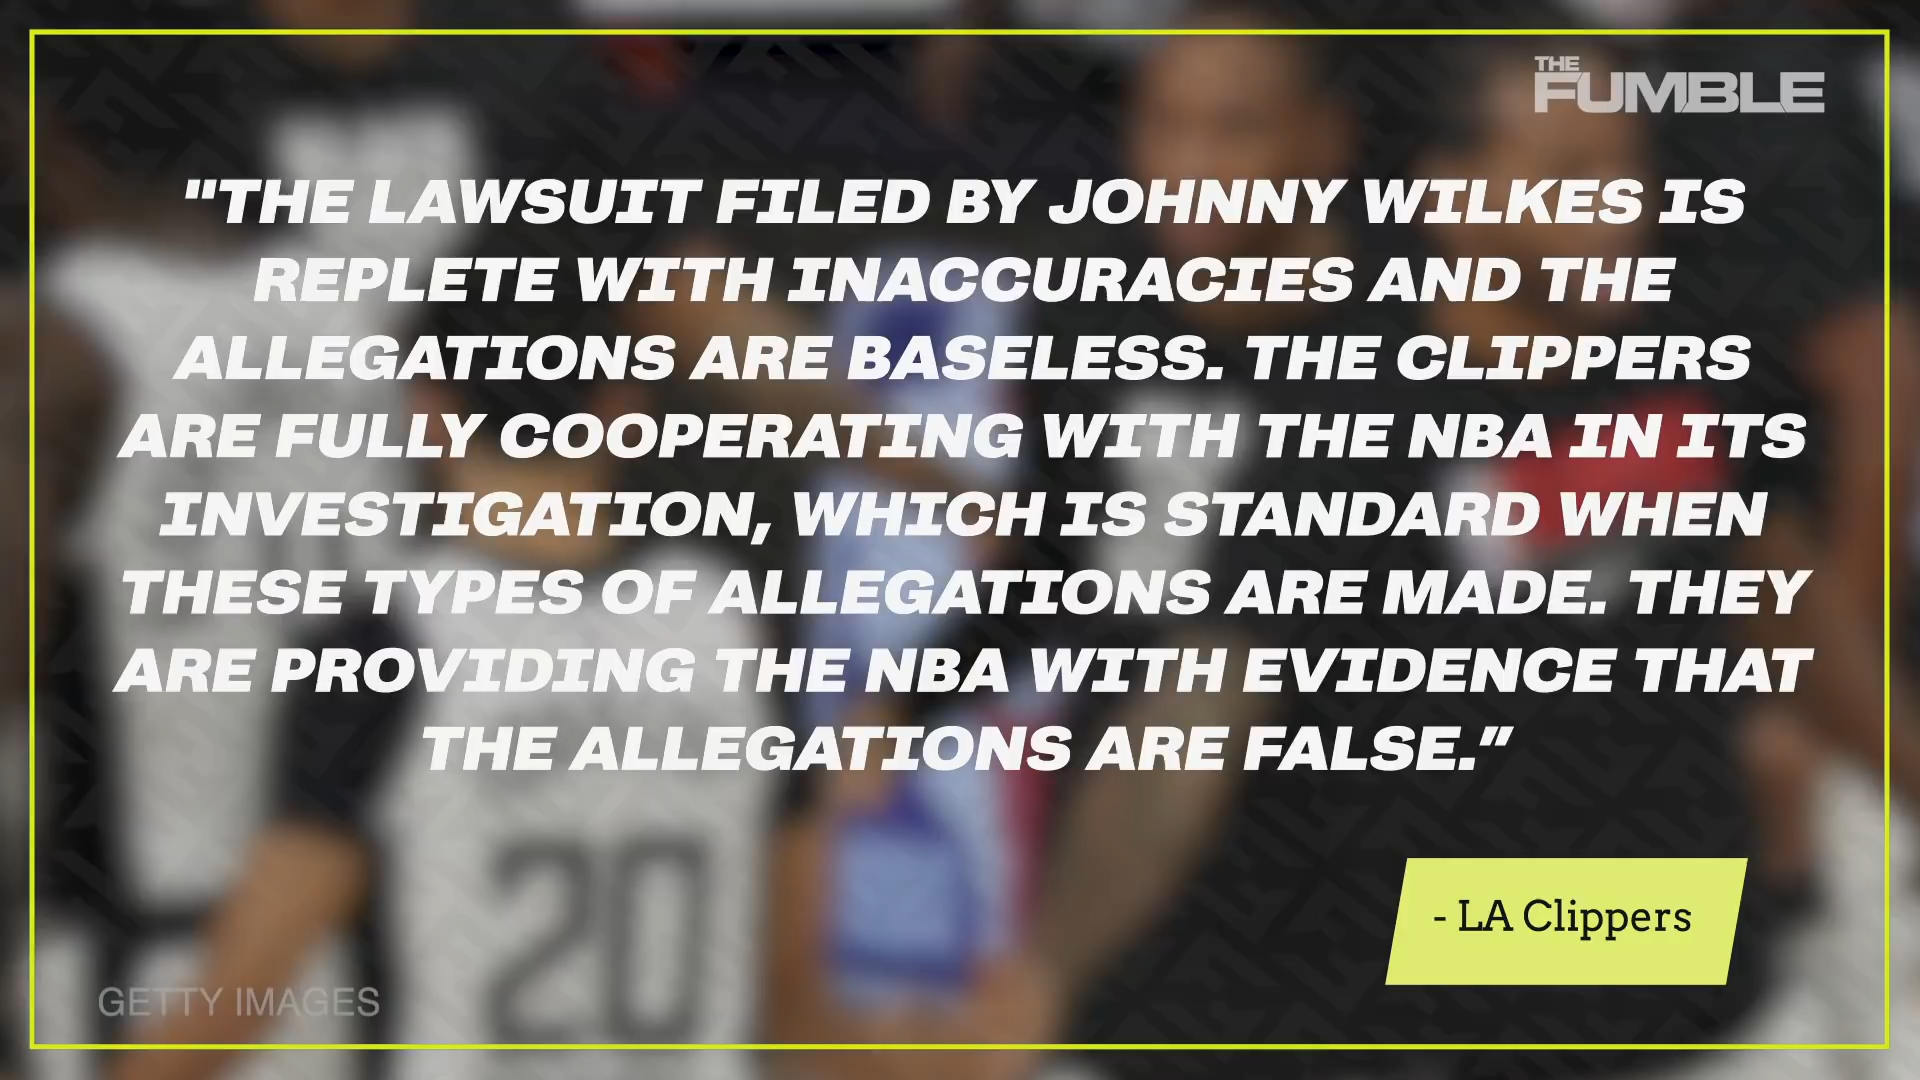 THE
FUMBLE
"THE LAWSUIT FILED BY JOHNNY WILKES IS
REPLETE WITH INACCURACIES AND THE
ALLEGATIONS ARE BASELESS. THE CLIPPERS
ARE FULLY COOPERATING WITH THE NBA IN ITS
INVESTIGATION, WHICH IS STANDARD WHEN
THESE TYPES OF ALLEGATIONS ARE MADE. THEY
ARE PROVIDING THE NBA WITH EVIDENCE THAT
THE ALLEGATIONS ARE FALSE.”
- LA Clippers
20
GETTY IMAGES